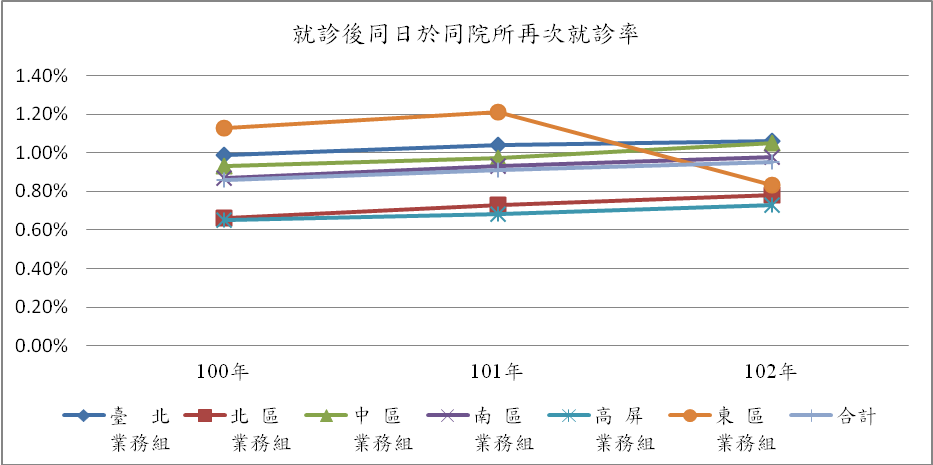 就診後同日於同院所再次就診率
1.40%
1.20%
1.00%
0.80%
0.60%
0.40%
0.20%
0.00%
100年 101年 102年
臺 北 北 區 中 區 南 區 高 屏 東 區 合計
業務組 業務組 業務組 業務組 業務組 業務組